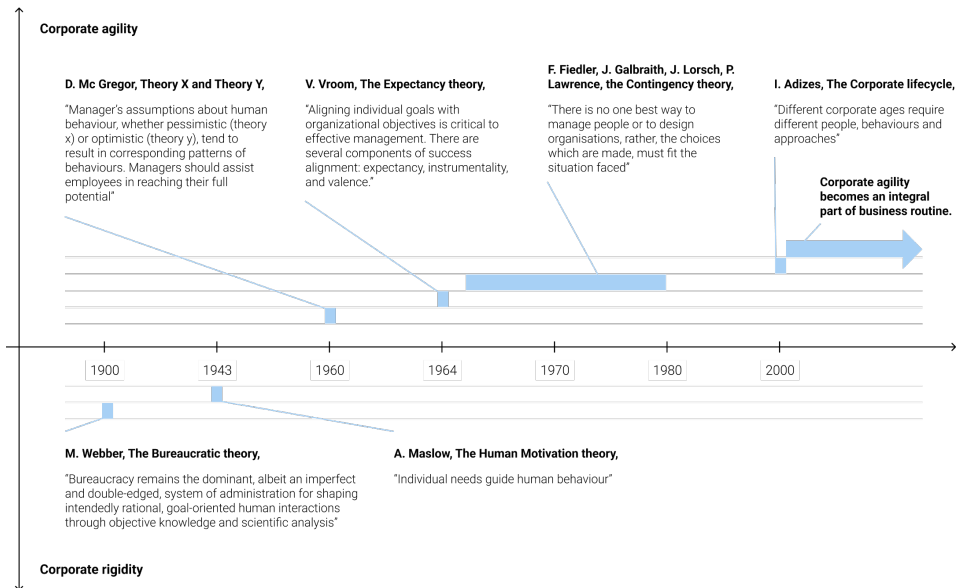 Corporate agility
D. Mc Gregor, Theory X and Theory Y,
“Manager’s assumptions about human
behaviour, whether pessimistic (theory
x) or optimistic (theory y), tend to
result in corresponding patterns of
behaviours. Managers should assist
employees in reaching their full
potential”
V. Vroom, The Expectancy theory,
“Aligning individual goals with
organizational objectives is critical to
effective management. There are
several components of success
alignment: expectancy, instrumentality,
and valence.”
F. Fiedler, J. Galbraith, J. Lorsch, P.
Lawrence, the Contingency theory,
“There is no one best way to
manage people or to design
organisations, rather, the choices
which are made, must fit the
situation faced”
I. Adizes, The Corporate lifecycle,
“Different corporate ages require
different people, behaviours and
approaches”
Corporate agility
becomes an integral
part of business routine.
1900
1943
1960
1964
1970
1980
2000
M. Webber, The Bureaucratic theory,
“Bureaucracy remains the dominant, albeit an imperfect
and double-edged, system of administration for shaping
intendedly rational, goal-oriented human interactions
through objective knowledge and scientific analysis”
A. Maslow, The Human Motivation theory,
“Individual needs guide human behaviour”
Corporate rigidity